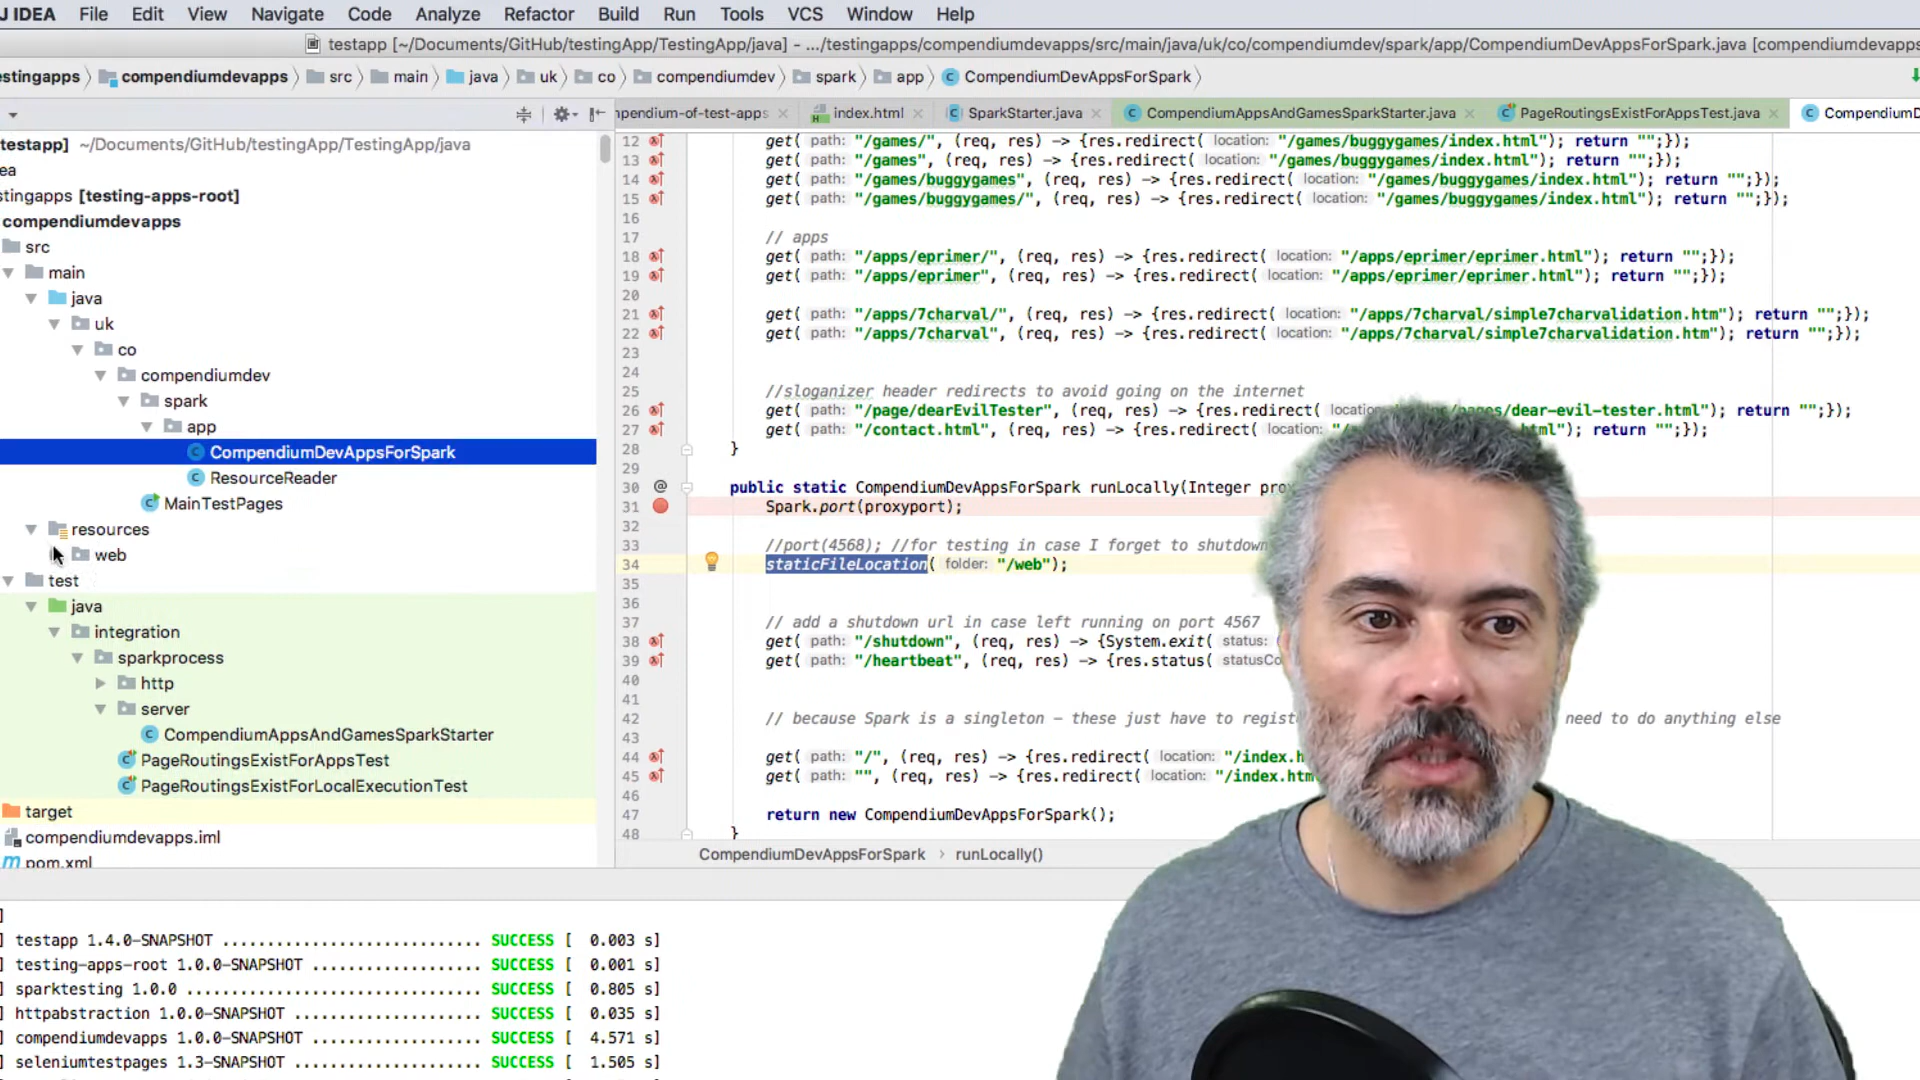 J IDEA File Edit View Navigate Code Analyze Refactor Build Run Tools VCS Window Help
testapp [~/Documents/GitHub/testingApp/TestingApp/java] - .../testingapps/compendiumdevapps/src/main/java/uk/co/compendiumdev/spark/app/CompendiumDevAppsForSpark.java [compendiumdevapps
estingapps compendiumdevapps src main java uk co compendiumdev spark app CompendiumDevAppsForSpark
mpendium-of-test-apps index.html SparkStarter.java CompendiumAppsAndGamesSparkStarter.java PageRoutingsExistForAppsTest.java CompendiumD
testapp] ~/Documents/GitHub/testingApp/TestingApp/java
ea
stingapps [testing-apps-root]
compendiumdevapps
src
main
java
uk
co
compendiumdev
spark
app
CompendiumDevAppsForSpark
ResourceReader
MainTestPages
resources
web
test
java
integration
sparkprocess
http
server
CompendiumAppsAndGamesSparkStarter
PageRoutingsExistForAppsTest
PageRoutingsExistForLocalExecutionTest
target
compendiumdevapps.iml
pom.xml
12 get( path: "/games/", (req, res) -> {res.redirect( location: "/games/buggygames/index.html"); return "";});
13 get( path: "/games", (req, res) -> {res.redirect( location: "/games/buggygames/index.html"); return "";});
14 get( path: "/games/buggygames", (req, res) -> {res.redirect( location: "/games/buggygames/index.html"); return "";});
15 get( path: "/games/buggygames/", (req, res) -> {res.redirect( location: "/games/buggygames/index.html"); return "";});
16
17 // apps
18 get( path: "/apps/eprimer/", (req, res) -> {res.redirect( location: "/apps/eprimer/eprimer.html"); return "";});
19 get( path: "/apps/eprimer", (req, res) -> {res.redirect( location: "/apps/eprimer/eprimer.html"); return "";});
20
21 get( path: "/apps/7charval/", (req, res) -> {res.redirect( location: "/apps/7charval/simple7charvalidation.htm"); return "";});
22 get( path: "/apps/7charval", (req, res) -> {res.redirect( location: "/apps/7charval/simple7charvalidation.htm"); return "";});
23
24
25 //sloganizer header redirects to avoid going on the internet
26 get( path: "/page/dearEvilTester", (req, res) -> {res.redirect( locatio pages/dear-evil-tester.html"); return "";});
27 get( path: "/contact.html", (req, res) -> {res.redirect( location: html"); return "";});
28 }
29
30 @ public static CompendiumDevAppsForSpark runLocally(Integer prox
31 Spark.port(proxyport);
32
33 //port(4568); //for testing in case I forget to shutdown
34 staticFileLocation( folder: "/web");
35
36
37 // add a shutdown url in case left running on port 4567
38 get( path: "/shutdown", (req, res) -> {System.exit( status:
39 get( path: "/heartbeat", (req, res) -> {res.status( statusCo
40
41
42 // because Spark is a singleton – these just have to regist need to do anything else
43
44 get( path: "/", (req, res) -> {res.redirect( location: "/index.h
45 get( path: "", (req, res) -> {res.redirect( location: "/index.htm
46
47 return new CompendiumDevAppsForSpark();
48 }
CompendiumDevAppsForSpark › runLocally()
]
] testapp 1.4.0-SNAPSHOT ............................. SUCCESS [ 0.003 s]
] testing-apps-root 1.0.0-SNAPSHOT ................... SUCCESS [ 0.001 s]
] sparktesting 1.0.0 ................................. SUCCESS [ 0.805 s]
] httpabstraction 1.0.0-SNAPSHOT ..................... SUCCESS [ 0.035 s]
] compendiumdevapps 1.0.0-SNAPSHOT ................... SUCCESS [ 4.571 s]
] seleniumtestpages 1.3-SNAPSHOT ..................... SUCCESS [ 1.505 s]